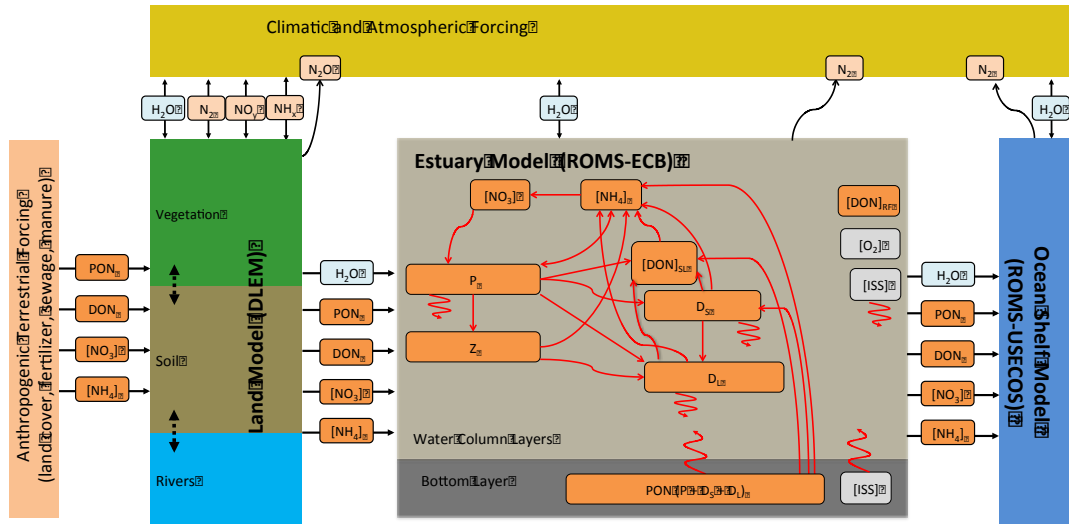 Climatic and Atmospheric Forcing
N₂O
N₂
N₂
H₂O
N₂
NOᵧ
NHₓ
H₂O
H₂O
Anthropogenic Terrestrial Forcing
(land cover, fertilizer, sewage, manure)
PON
DON
[NO₃]
[NH₄]
Land Model (DLEM)
Vegetation
Soil
Rivers
H₂O
PON
DON
[NO₃]
[NH₄]
Estuary Model (ROMS-ECB)
[NO₃]
[NH₄]
[DON]RF
[O₂]
[ISS]
[DON]SL
P
DS
Z
DL
Water Column Layers
Bottom Layer
PON (P + DS + DL)
[ISS]
H₂O
PON
DON
[NO₃]
[NH₄]
Ocean Shelf Model
(ROMS-USECOS)